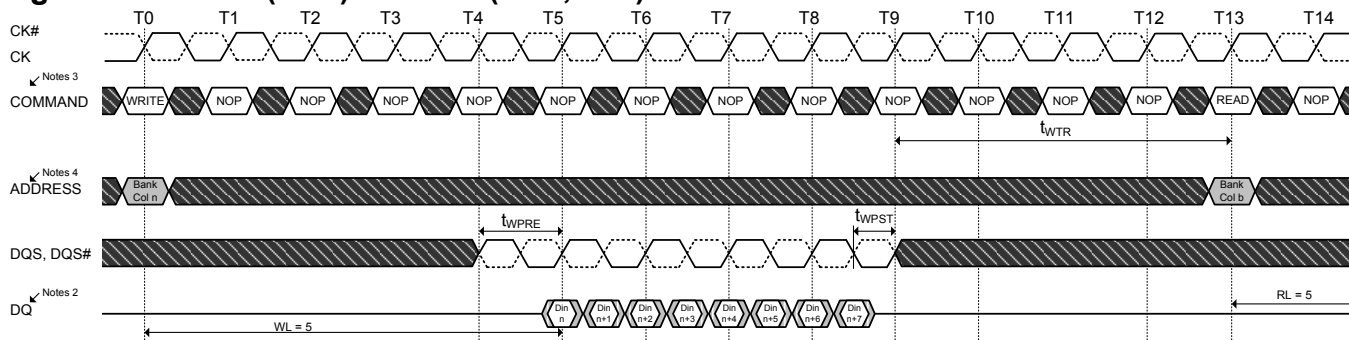 T0 T1 T2 T3 T4 T5 T6 T7 T8 T9 T10 T11 T12 T13 T14
CK#
CK
Notes 3
COMMAND WRITE NOP NOP NOP NOP NOP NOP NOP NOP NOP NOP NOP NOP READ NOP
tWTR
Notes 4
ADDRESS Bank Col n Bank Col b
tWPRE tWPST
DQS, DQS#
Notes 2
DQ Din n Din n+1 Din n+2 Din n+3 Din n+4 Din n+5 Din n+6 Din n+7
WL = 5 RL = 5